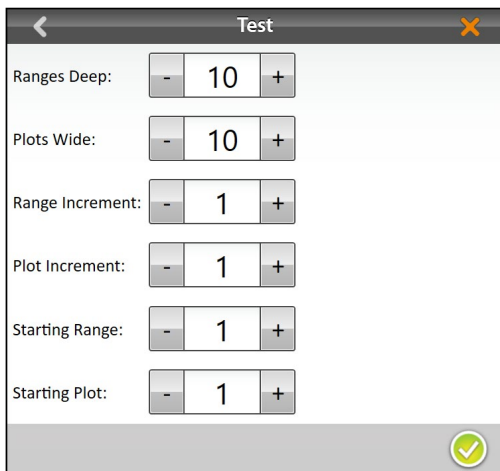 Test
Ranges Deep: - 10 +
Plots Wide: - 10 +
Range Increment: - 1 +
Plot Increment: - 1 +
Starting Range: - 1 +
Starting Plot: - 1 +